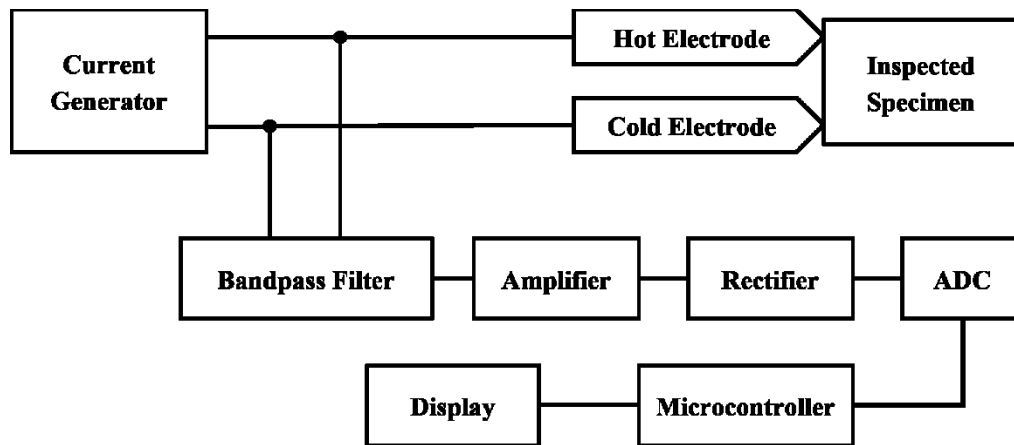 Current
Generator
Hot Electrode
Inspected
Specimen
Cold Electrode
Bandpass Filter
Amplifier
Rectifier
ADC
Display
Microcontroller